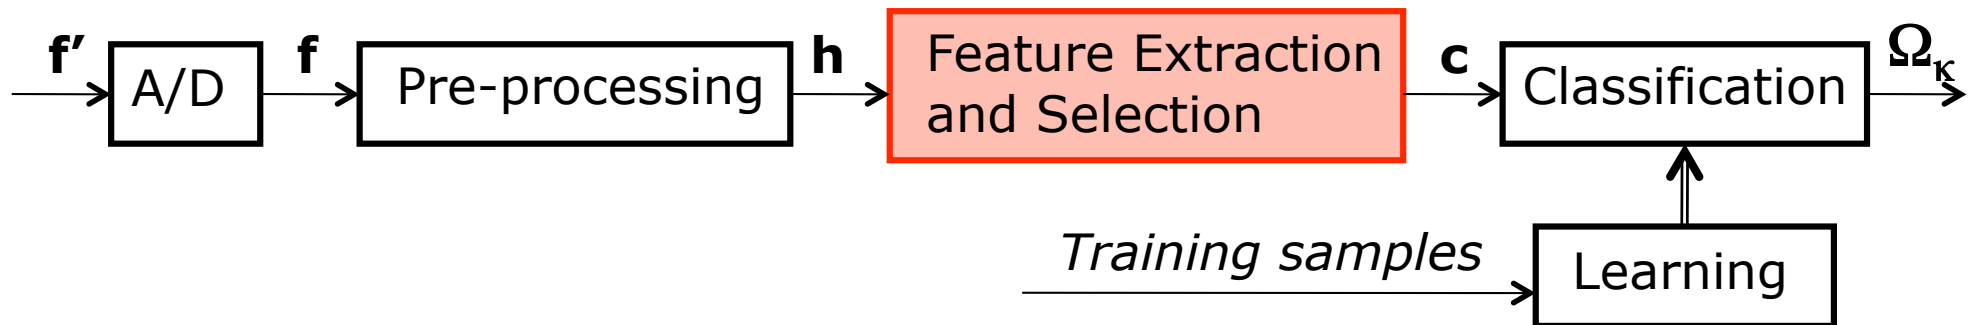 f′
A/D
f
Pre-processing
h
Feature Extraction
and Selection
c
Classification
Ωκ
Training samples
Learning